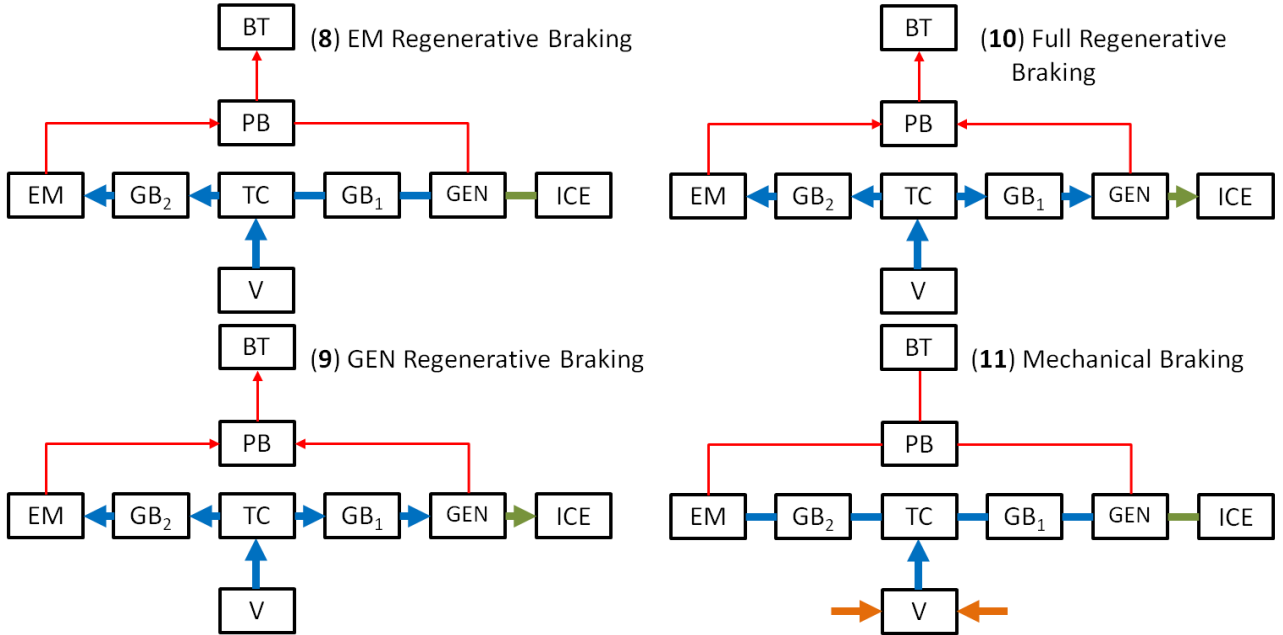 BT
(8) EM Regenerative Braking
PB
EM GB₂ TC GB₁ GEN ICE
V
BT
(10) Full Regenerative
Braking
PB
EM GB₂ TC GB₁ GEN ICE
V
BT
(9) GEN Regenerative Braking
PB
EM GB₂ TC GB₁ GEN ICE
V
BT
(11) Mechanical Braking
PB
EM GB₂ TC GB₁ GEN ICE
V